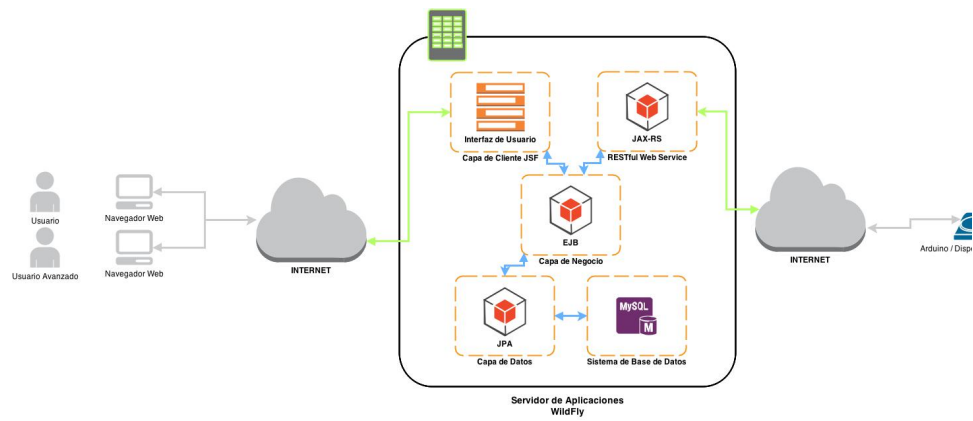 Interfaz de Usuario
Capa de Cliente JSF
JAX-RS
RESTful Web Service
Usuario
Navegador Web
Usuario Avanzado
Navegador Web
INTERNET
EJB
Capa de Negocio
INTERNET
Arduino /
JPA
Capa de Datos
MySQL
M
Sistema de Base de Datos
Servidor de Aplicaciones
WildFly